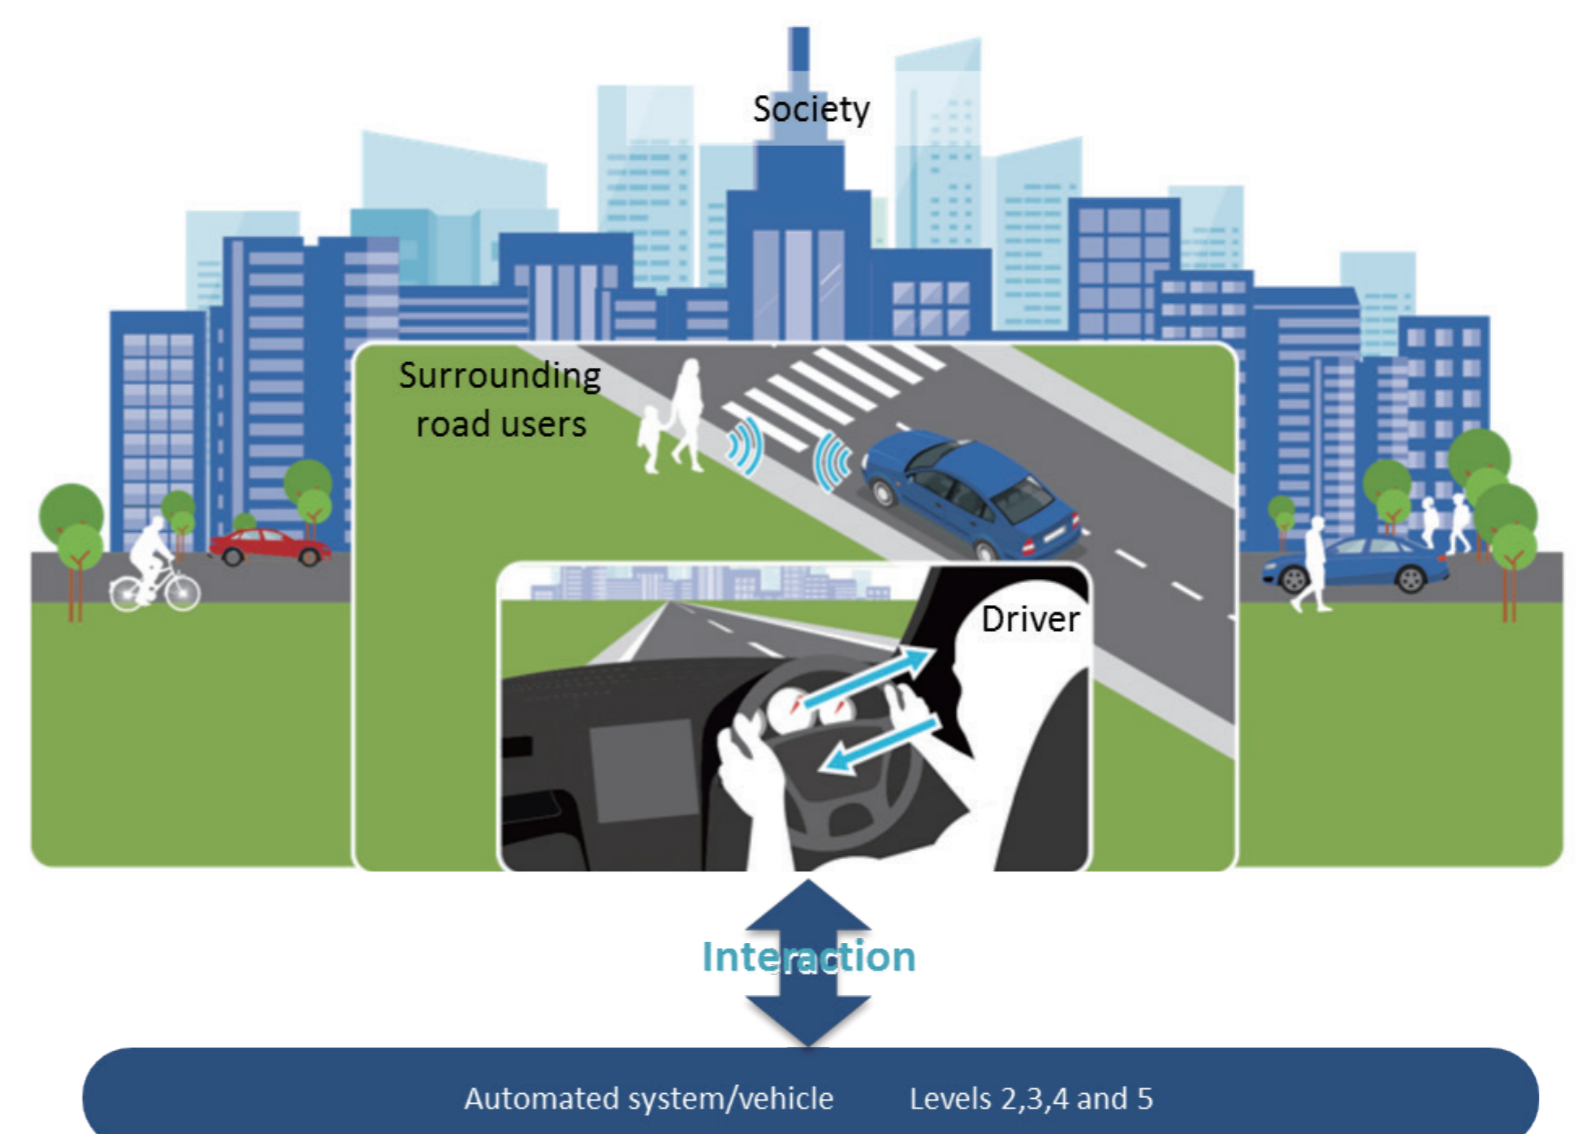 Society
Surrounding
road users
Driver
Interaction
Automated system/vehicle Levels 2,3,4 and 5